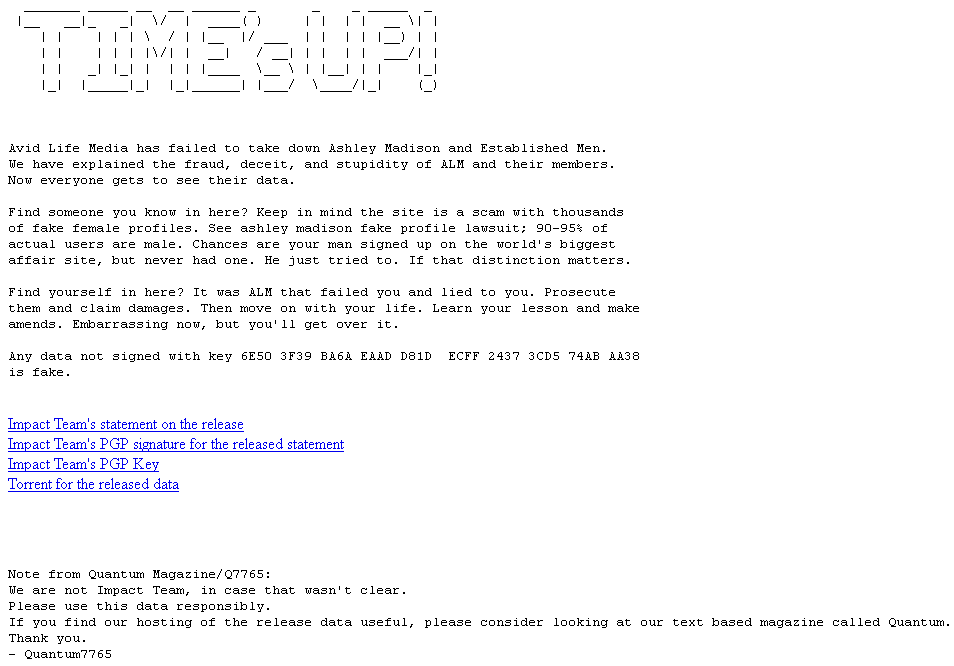 TIME's UP!
Avid Life Media has failed to take down Ashley Madison and Established Men.
We have explained the fraud, deceit, and stupidity of ALM and their members.
Now everyone gets to see their data.
Find someone you know in here? Keep in mind the site is a scam with thousands
of fake female profiles. See ashley madison fake profile lawsuit; 90-95% of
actual users are male. Chances are your man signed up on the world's biggest
affair site, but never had one. He just tried to. If that distinction matters.
Find yourself in here? It was ALM that failed you and lied to you. Prosecute
them and claim damages. Then move on with your life. Learn your lesson and make
amends. Embarrassing now, but you'll get over it.
Any data not signed with key 6E50 3F39 BA6A EAAD D81D  ECFF 2437 3CD5 74AB AA38
is fake.
Impact Team's statement on the release
Impact Team's PGP signature for the released statement
Impact Team's PGP Key
Torrent for the released data
Note from Quantum Magazine/Q7765:
We are not Impact Team, in case that wasn't clear.
Please use this data responsibly.
If you find our hosting of the release data useful, please consider looking at our text based magazine called Quantum.
Thank you.
- Quantum7765